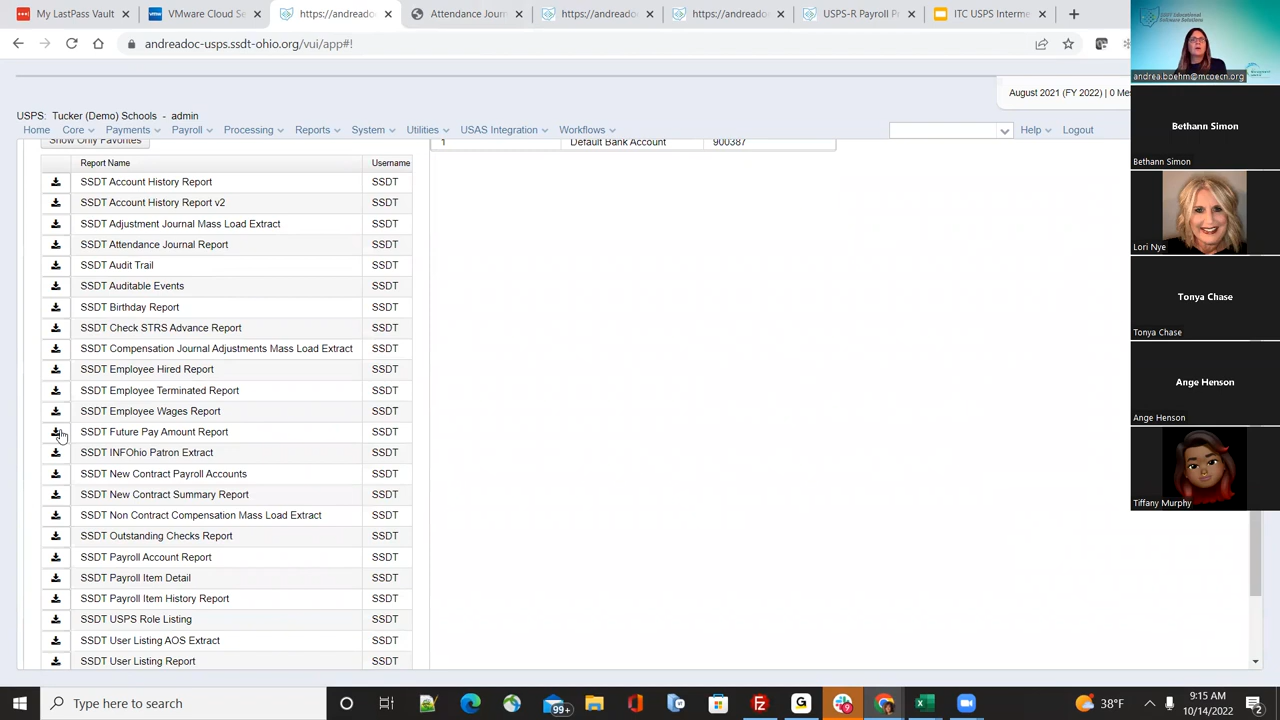 My LastPass Vault
VMware Cloud Se
https://andreadoc
Atte
https://andreadoc
https://andreadoc
USPS-R Payroll F
ITC USPS Interme
andreadoc-usps.ssdt-ohio.org/vui/app#!
August 2021 (FY 2022) | 0 Me
USPS: Tucker (Demo) Schools - admin
Home Core Payments Payroll Processing Reports System Utilities USAS Integration Workflows Help Logout
Show Only Favorites
1 Default Bank Account 900387
Report Name Username
SSDT Account History Report SSDT
SSDT Account History Report v2 SSDT
SSDT Adjustment Journal Mass Load Extract SSDT
SSDT Attendance Journal Report SSDT
SSDT Audit Trail SSDT
SSDT Auditable Events SSDT
SSDT Birthday Report SSDT
SSDT Check STRS Advance Report SSDT
SSDT Compensation Journal Adjustments Mass Load Extract SSDT
SSDT Employee Hired Report SSDT
SSDT Employee Terminated Report SSDT
SSDT Employee Wages Report SSDT
SSDT Future Pay Amount Report SSDT
SSDT INFOhio Patron Extract SSDT
SSDT New Contract Payroll Accounts SSDT
SSDT New Contract Summary Report SSDT
SSDT Non Contract Compensation Mass Load Extract SSDT
SSDT Outstanding Checks Report SSDT
SSDT Payroll Account Report SSDT
SSDT Payroll Item Detail SSDT
SSDT Payroll Item History Report SSDT
SSDT USPS Role Listing SSDT
SSDT User Listing AOS Extract SSDT
SSDT User Listing Report SSDT
SSDT Educational
Software Solutions
andrea.boehm@mcoecn.org
Bethann Simon
Bethann Simon
Lori Nye
Tonya Chase
Tonya Chase
Ange Henson
Ange Henson
Tiffany Murphy
Type here to search
99+
38°F
9:15 AM
10/14/2022
2